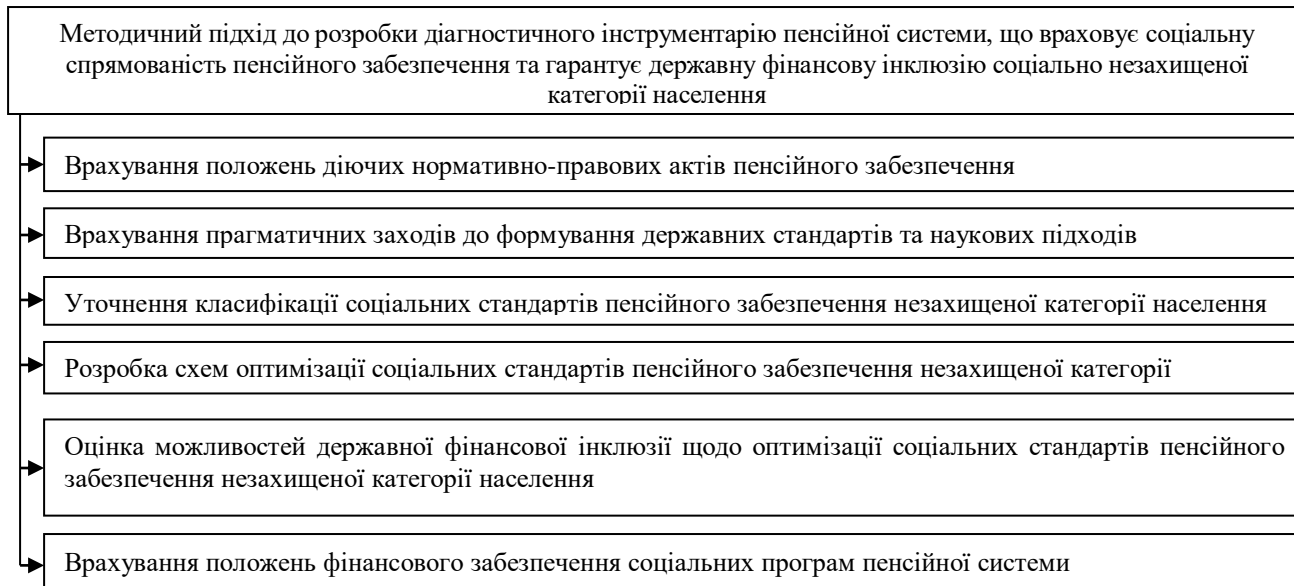 Методичний підхід до розробки діагностичного інструментарію пенсійної системи, що враховує соціальну
спрямованість пенсійного забезпечення та гарантує державну фінансову інклюзію соціально незахищеної
категорії населення
Врахування положень діючих нормативно-правових актів пенсійного забезпечення
Врахування прагматичних заходів до формування державних стандартів та наукових підходів
Уточнення класифікації соціальних стандартів пенсійного забезпечення незахищеної категорії населення
Розробка схем оптимізації соціальних стандартів пенсійного забезпечення незахищеної категорії
Оцінка можливостей державної фінансової інклюзії щодо оптимізації соціальних стандартів пенсійного
забезпечення незахищеної категорії населення
Врахування положень фінансового забезпечення соціальних програм пенсійної системи